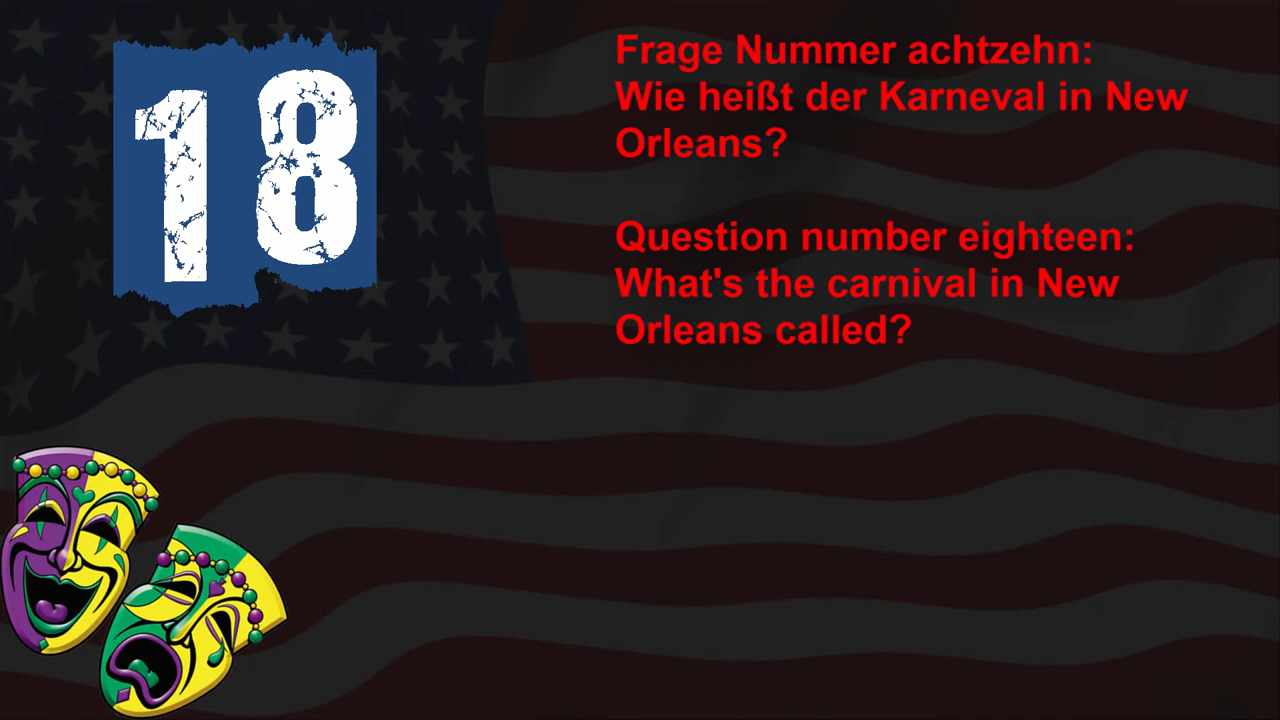 18
Frage Nummer achtzehn:
Wie heißt der Karneval in New
Orleans?
Question number eighteen:
What's the carnival in New
Orleans called?